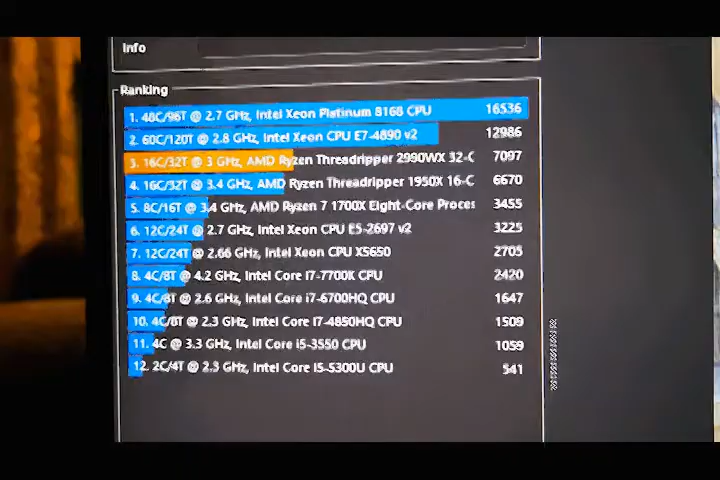 Info
Ranking
1. 48C/96T @ 2.7 GHz, Intel Xeon Platinum 8168 CPU 16536
2. 60C/120T @ 2.8 GHz, Intel Xeon CPU E7-4890 v2 12986
3. 16C/32T @ 3 GHz, AMD Ryzen Threadripper 2990WX 32-C 7097
4. 16C/32T @ 3.4 GHz, AMD Ryzen Threadripper 1950X 16-C 6670
5. 8C/16T @ 3.4 GHz, AMD Ryzen 7 1700X Eight-Core Proces 3455
6. 12C/24T @ 2.7 GHz, Intel Xeon CPU E5-2697 v2 3225
7. 12C/24T @ 2.66 GHz, Intel Xeon CPU X5650 2705
8. 4C/8T @ 4.2 GHz, Intel Core i7-7700K CPU 2420
9. 4C/8T @ 2.6 GHz, Intel Core i7-6700HQ CPU 1647
10. 4C/8T @ 2.3 GHz, Intel Core i7-4850HQ CPU 1509
11. 4C @ 3.3 GHz, Intel Core i5-3550 CPU 1059
12. 2C/4T @ 2.3 GHz, Intel Core i5-5300U CPU 541